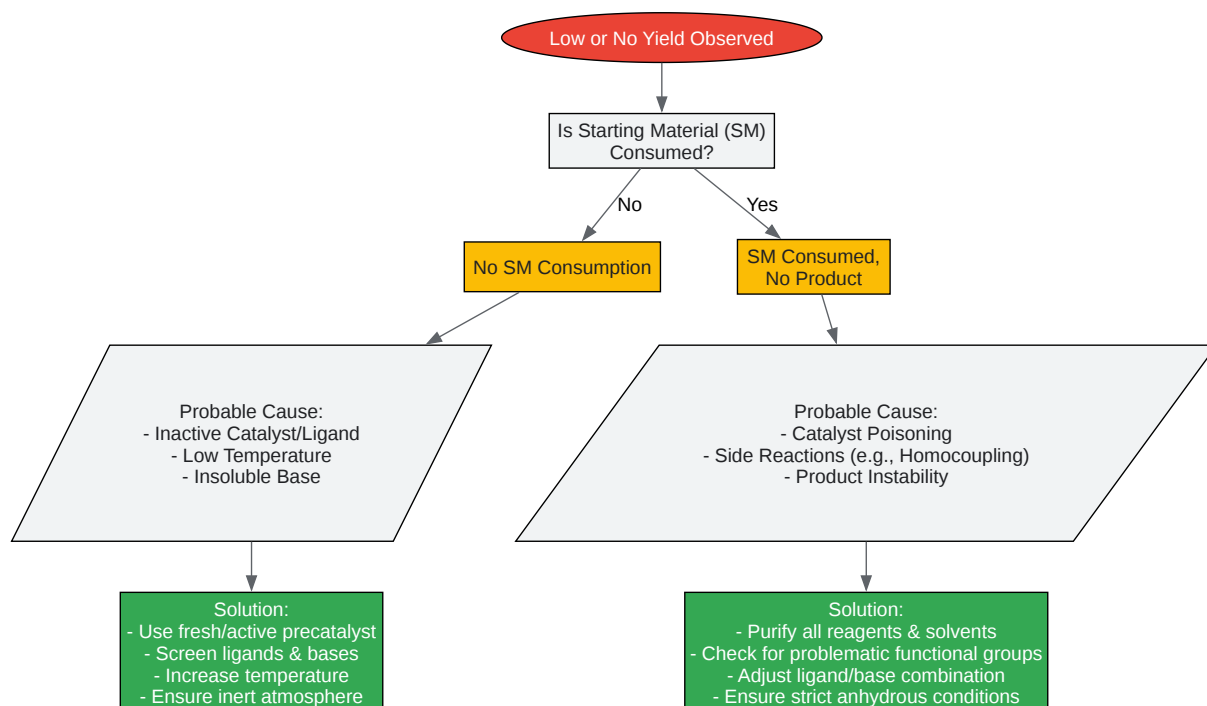 Low or No Yield Observed
Is Starting Material (SM)
Consumed?
No
Yes
No SM Consumption
SM Consumed,
No Product
Probable Cause:
- Inactive Catalyst/Ligand
- Low Temperature
- Insoluble Base
Probable Cause:
- Catalyst Poisoning
- Side Reactions (e.g., Homocoupling)
- Product Instability
Solution:
- Use fresh/active precatalyst
- Screen ligands & bases
- Increase temperature
- Ensure inert atmosphere
Solution:
- Purify all reagents & solvents
- Check for problematic functional groups
- Adjust ligand/base combination
- Ensure strict anhydrous conditions